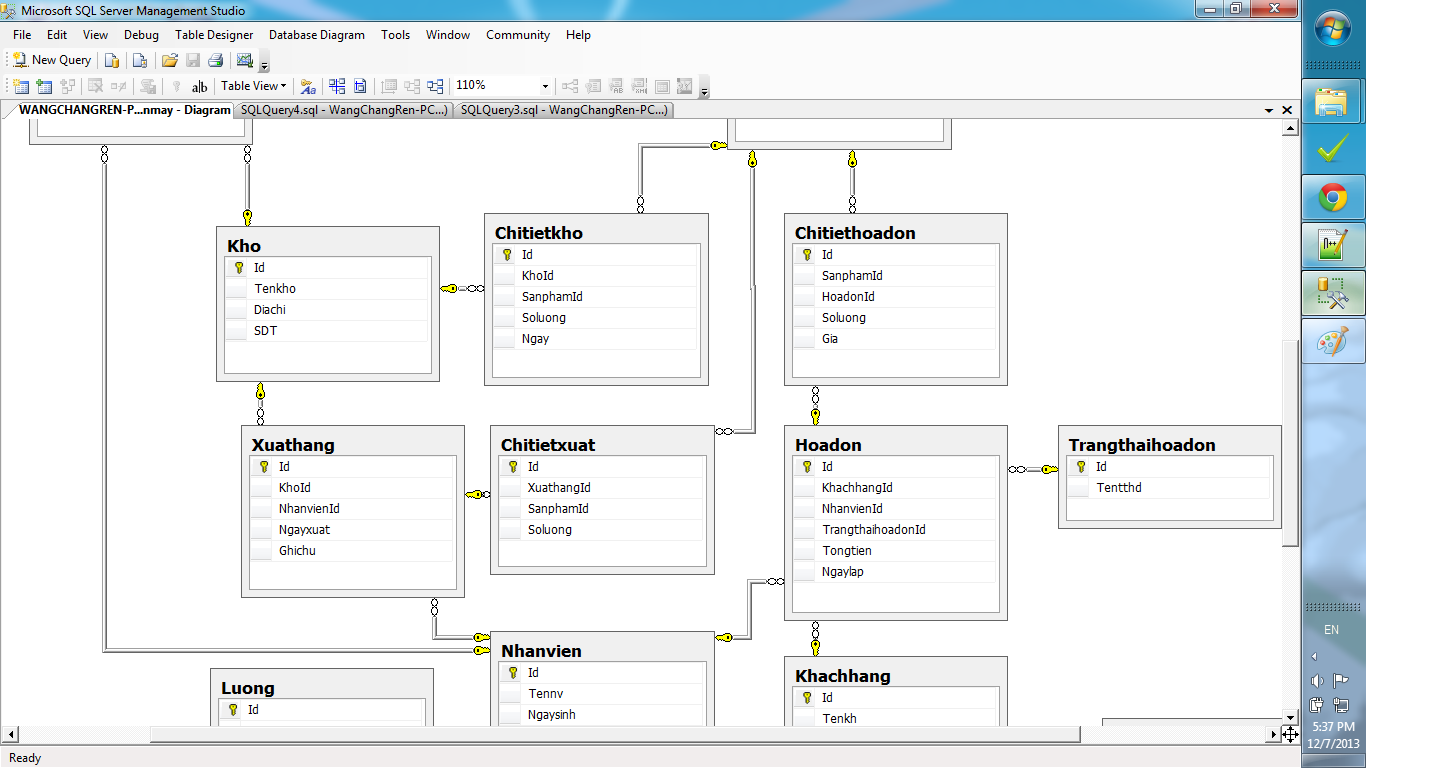 Microsoft SQL Server Management Studio
File Edit View Debug Table Designer Database Diagram Tools Window Community Help
New Query
ab Table View 110%
WANGCHANGREN-P...nmay - Diagram SQLQuery4.sql - WangChangRen-PC...) SQLQuery3.sql - WangChangRen-PC...)
Kho
Id
Tenkho
Diachi
SDT
Chitietkho
Id
KhoId
SanphamId
Soluong
Ngay
Chitiethoadon
Id
SanphamId
HoadonId
Soluong
Gia
Xuathang
Id
KhoId
NhanvienId
Ngayxuat
Ghichu
Chitietxuat
Id
XuathangId
SanphamId
Soluong
Hoadon
Id
KhachhangId
NhanvienId
TrangthaihoadonId
Tongtien
Ngaylap
Trangthaihoadon
Id
Tentthd
Luong
Id
Nhanvien
Id
Tennv
Ngaysinh
Khachhang
Id
Tenkh
Ready
EN
5:37 PM
12/7/2013